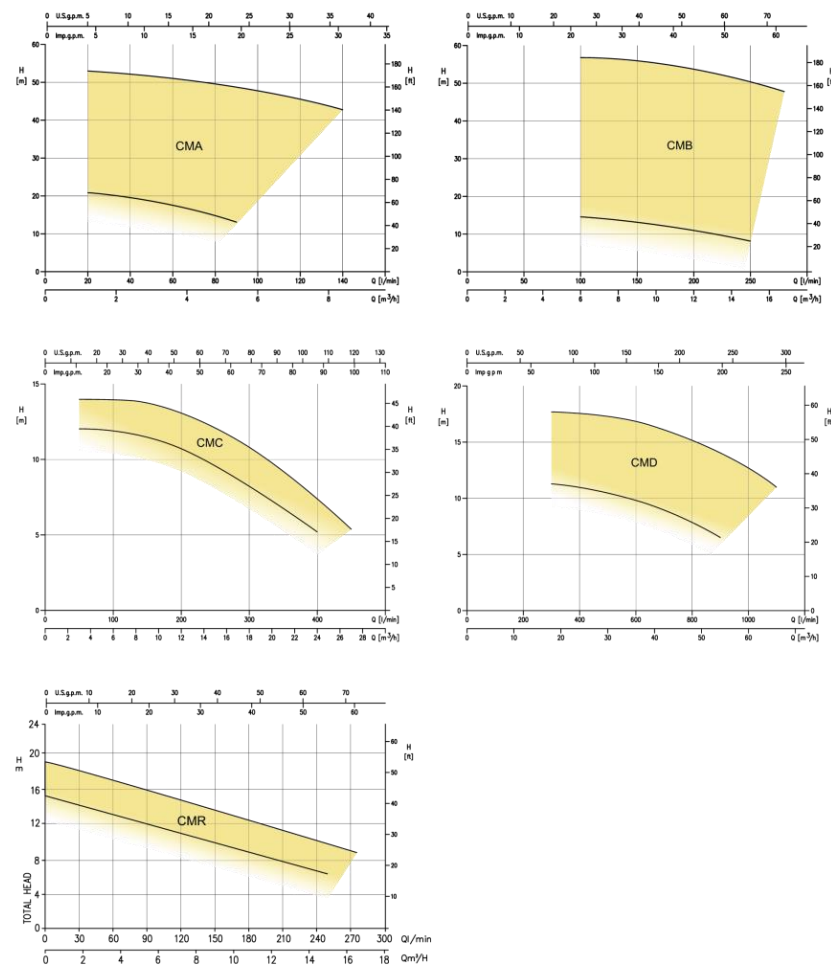 0 U.S.g.p.m. 5 10 15 20 25 30 35 40
0 Imp.g.p.m. 5 10 15 20 25 30 35
H
[m]
60
50
40
30
20
10
0
H
[ft]
180
160
140
120
100
80
60
40
20
CMA
20 40 60 80 100 120 140 Q [l/min]
0 2 4 6 8 Q [m³/h]
0 U.S.g.p.m. 10 20 30 40 50 60 70
0 Imp.g.p.m. 10 20 30 40 50 60
H
[m]
60
50
40
30
20
10
0
H
[ft]
180
160
140
120
100
80
60
40
20
CMB
0 50 100 150 200 250 Q [l/min]
0 2 4 6 8 10 12 14 16 Q [m³/h]
0 U.S.g.p.m. 20 30 40 50 60 70 80 90 100 110 120 130
0 Imp.g.p.m. 20 30 40 50 60 70 80 90 100 110
H
[m]
15
10
5
0
H
[ft]
45
40
35
30
25
20
15
10
5
CMC
100 200 300 400 Q [l/min]
0 2 4 6 8 10 12 14 16 18 20 22 24 26 28 Q [m³/h]
0 U.S.g.p.m. 50 100 150 200 250 300
0 Imp g p m 50 100 150 200 250
H
[m]
20
15
10
5
0
H
[ft]
60
50
40
30
20
10
0
CMD
0 200 400 600 800 1000 Q [l/min]
0 10 20 30 40 50 60 Q [m³/h]
0 U.S.g.p.m. 10 20 30 40 50 60 70
0 Imp.g.p.m. 10 20 30 40 50 60
24
H
m
20
16
12
8
4
0
TOTAL HEAD
H
[ft]
60
50
40
30
20
10
CMR
0 30 60 90 120 150 180 210 240 270 300 Ql/min
0 2 4 6 8 10 12 14 16 18 Qm³/H